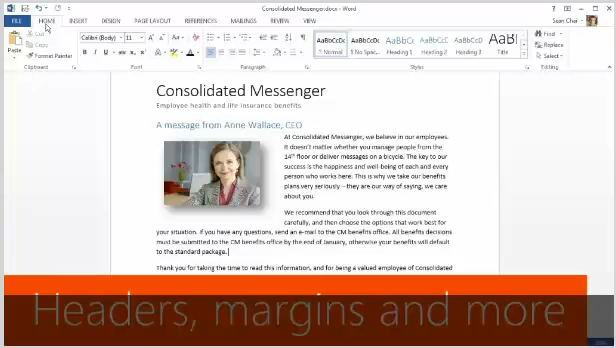 Consolidated Messenger.docx - Word
Sean Chai
FILE HOME INSERT DESIGN PAGE LAYOUT REFERENCES MAILINGS REVIEW VIEW
Cut
Copy
Format Painter
Paste
Calibri (Body) 11
AaBbCcDc AaBbCcDc AaBbCc AaBbCc AaBbCcD AaBl
¶ Normal ¶ No Spac... Heading 1 Heading 2 Heading 3 Title
Find
Replace
Select
Clipboard Font Paragraph Styles Editing
Consolidated Messenger
Employee health and life insurance benefits
A message from Anne Wallace, CEO
At Consolidated Messenger, we believe in our employees.
It doesn't matter whether you manage people from the
14th floor or deliver messages on a bicycle. The key to our
success is the happiness and well-being of each and every
person who works here. This is why we take our benefits
plans very seriously – they are our way of saying, we care
about you.
We recommend that you look through this document
carefully, and then choose the options that work best for
your situation. If you have any questions, send an e-mail to the CM benefits office. All benefits decisions
must be submitted to the CM benefits office by the end of January, otherwise your benefits will default
to the standard package.
Thank you for taking the time to read this information, and for being a valued employee of Consolidated
Headers, margins and more